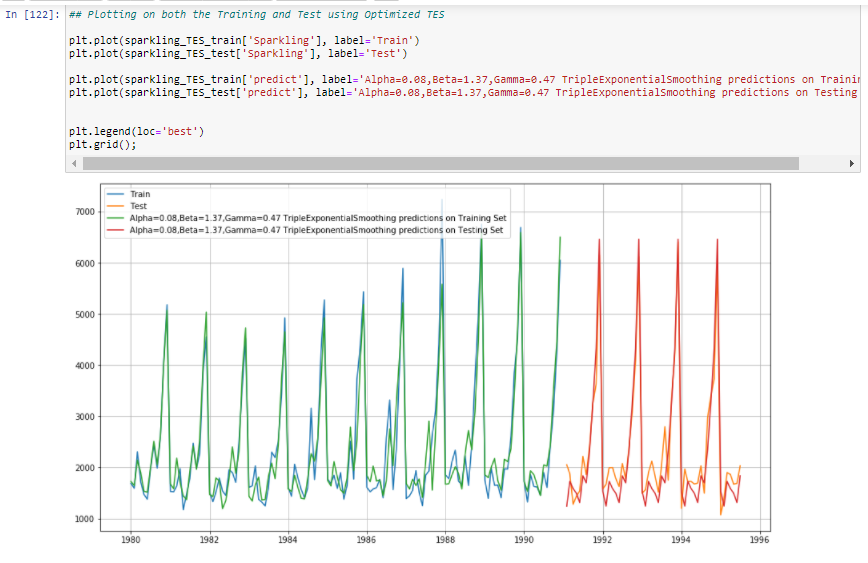 In [122]: ## Plotting on both the Training and Test using Optimized TES
plt.plot(sparkling_TES_train['Sparkling'], label='Train')
plt.plot(sparkling_TES_test['Sparkling'], label='Test')
plt.plot(sparkling_TES_train['predict'], label='Alpha=0.08,Beta=1.37,Gamma=0.47 TripleExponentialSmoothing predictions on Trainin
plt.plot(sparkling_TES_test['predict'], label='Alpha=0.08,Beta=1.37,Gamma=0.47 TripleExponentialSmoothing predictions on Testing
plt.legend(loc='best')
plt.grid();
Train
Test
Alpha=0.08,Beta=1.37,Gamma=0.47 TripleExponentialSmoothing predictions on Training Set
Alpha=0.08,Beta=1.37,Gamma=0.47 TripleExponentialSmoothing predictions on Testing Set
7000
6000
5000
4000
3000
2000
1000
1980 1982 1984 1986 1988 1990 1992 1994 1996